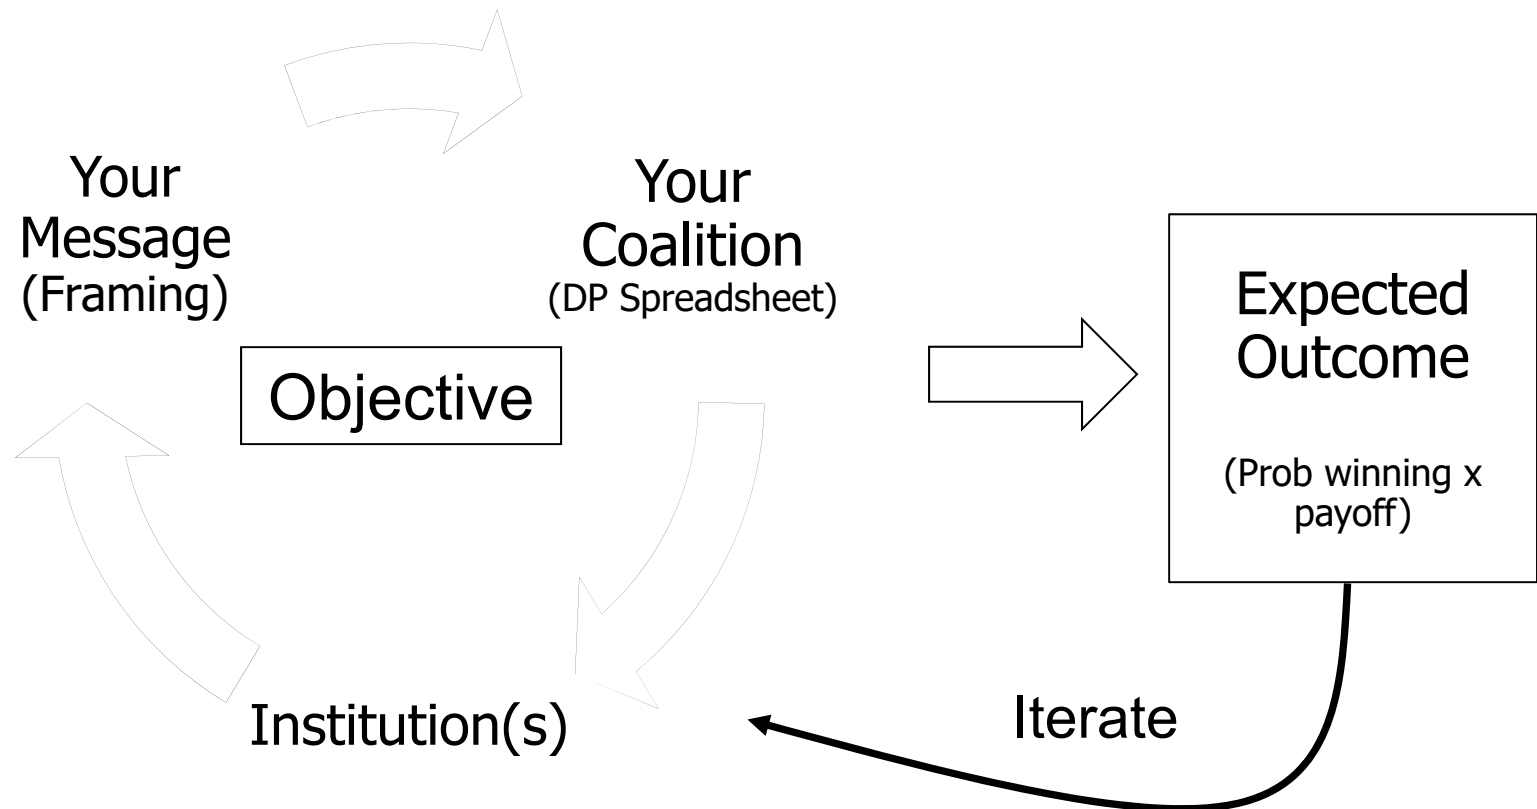 Your
Message
(Framing)
Your
Coalition
(DP Spreadsheet)
Objective
Expected
Outcome
(Prob winning x
payoff)
Institution(s)
Iterate